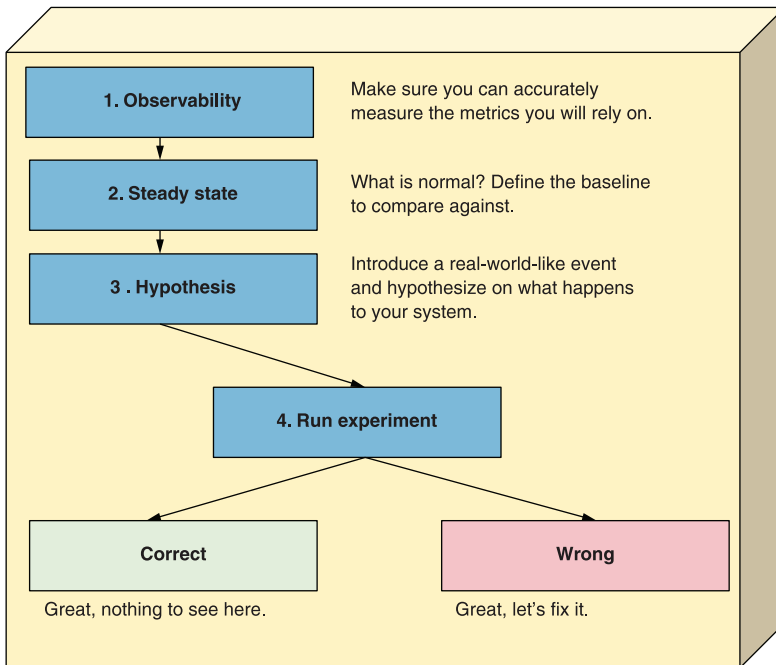 1. Observability
Make sure you can accurately
measure the metrics you will rely on.
2. Steady state
What is normal? Define the baseline
to compare against.
3 . Hypothesis
Introduce a real-world-like event
and hypothesize on what happens
to your system.
4. Run experiment
Correct
Wrong
Great, nothing to see here.
Great, let's fix it.